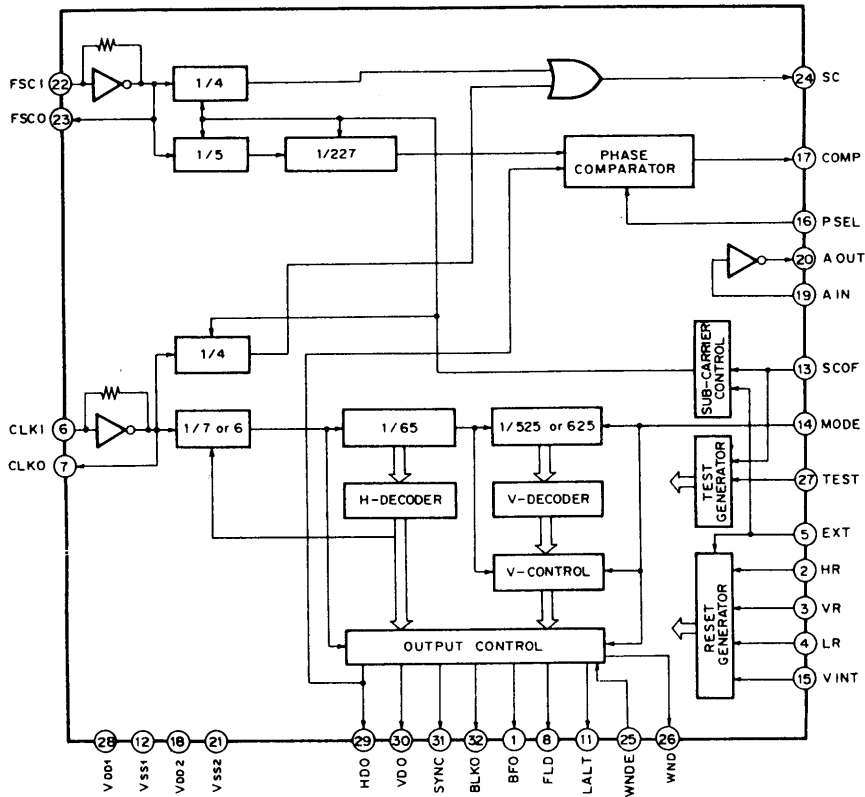 FSCI 22
1/4
24 SC
FSCO 23
1/5
1/227
PHASE
COMPARATOR
17 COMP
16 PSEL
20 AOUT
19 AIN
1/4
SUB-CARRIER
CONTROL
13 SCOF
CLKI 6
1/7 or 6
1/65
1/525 or 625
14 MODE
CLKO 7
H-DECODER
V-DECODER
TEST
GENERATOR
27 TEST
5 EXT
V-CONTROL
2 HR
RESET
GENERATOR
3 VR
OUTPUT CONTROL
4 LR
15 VINT
28 12 18 21 29 30 31 32 1 8 11 25 26
VDD1 VSS1 VDD2 VSS2 HDO VDO SYNC BLKO BFO FLD LALT WNDE WND